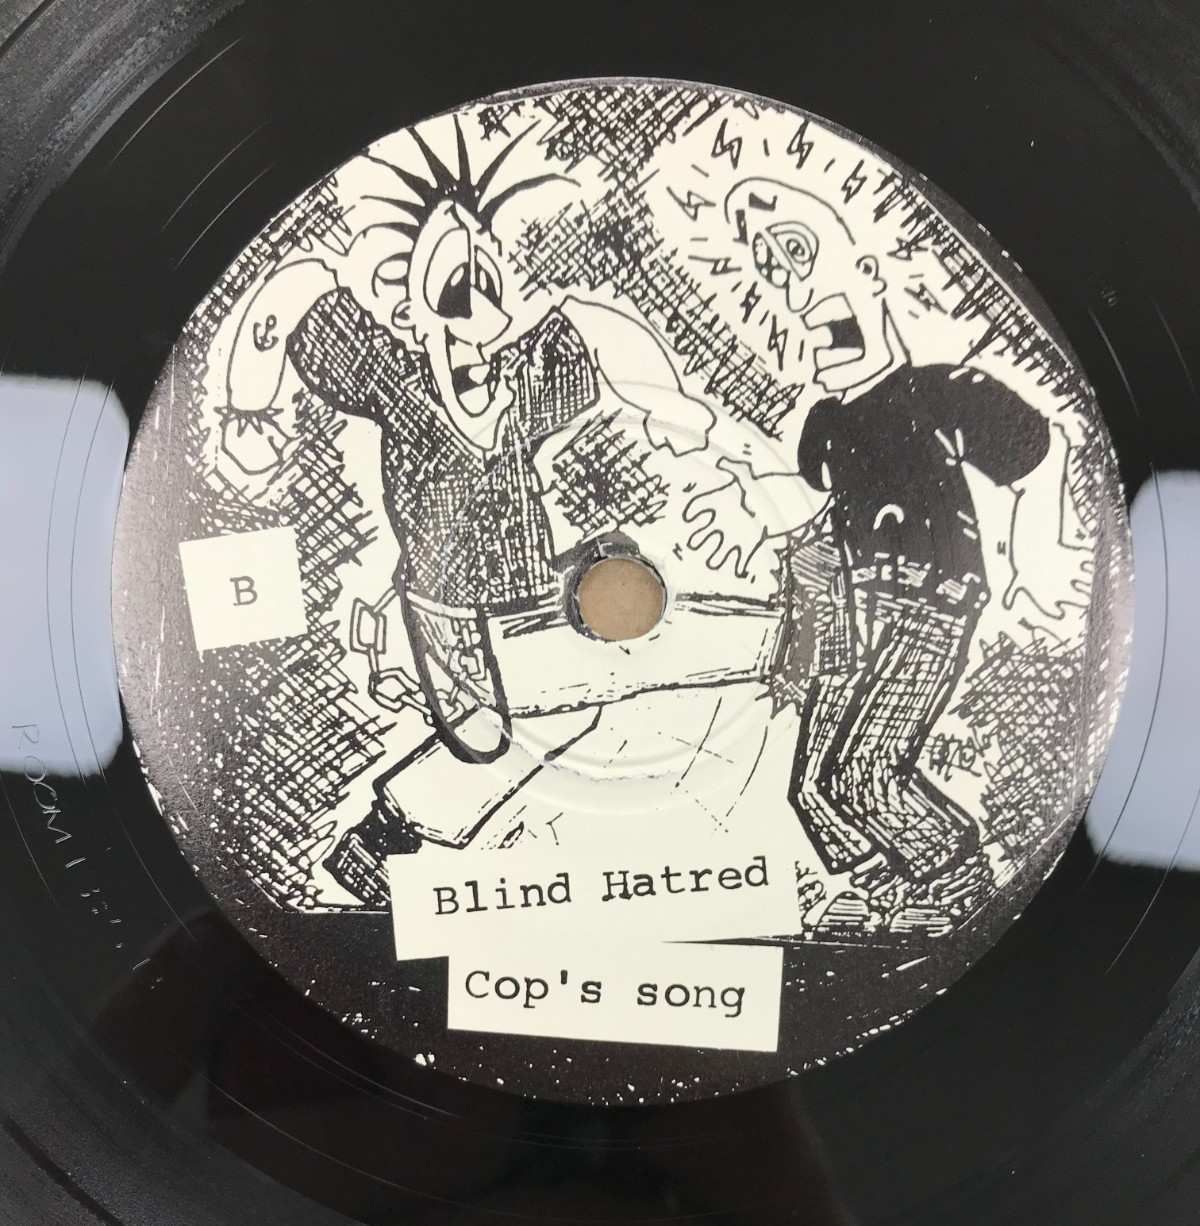 B
Blind Hatred
Cop's song